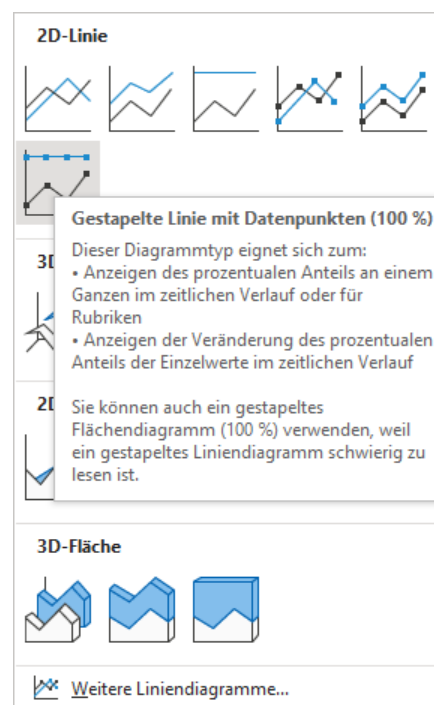 2D-Linie
Gestapelte Linie mit Datenpunkten (100 %)
Dieser Diagrammtyp eignet sich zum:
• Anzeigen des prozentualen Anteils an einem
Ganzen im zeitlichen Verlauf oder für
Rubriken
• Anzeigen der Veränderung des prozentualen
Anteils der Einzelwerte im zeitlichen Verlauf
Sie können auch ein gestapeltes
Flächendiagramm (100 %) verwenden, weil
ein gestapeltes Liniendiagramm schwierig zu
lesen ist.
3D-Fläche
Weitere Liniendiagramme...